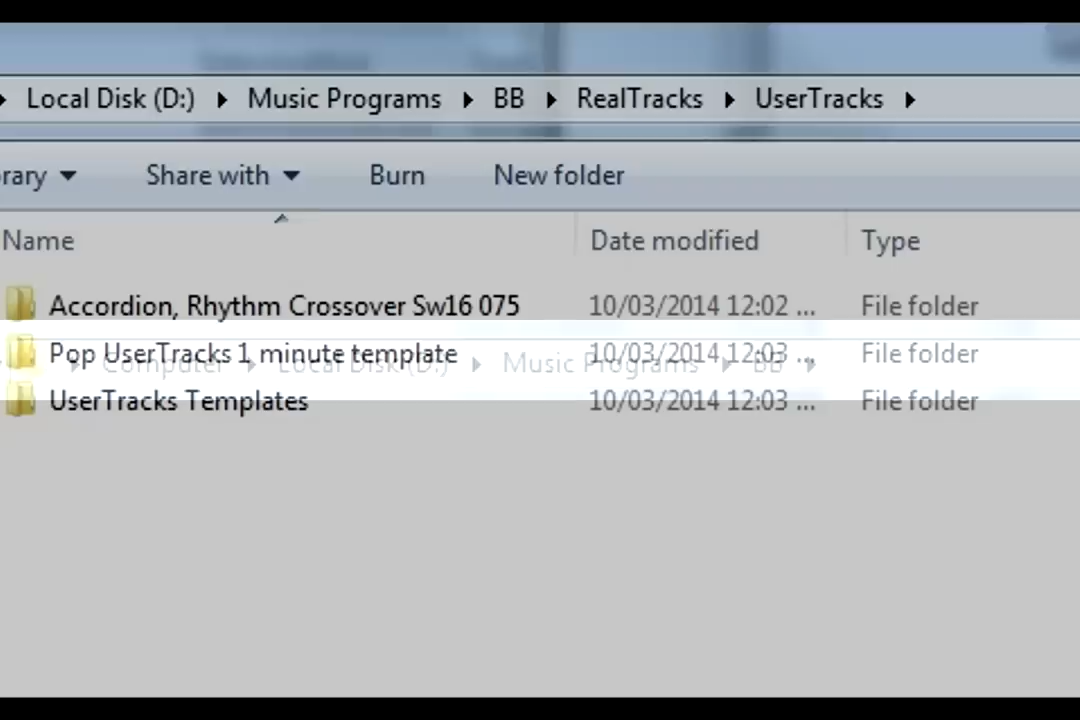 Local Disk (D:) Music Programs BB RealTracks UserTracks
rary Share with Burn New folder
Name Date modified Type
Accordion, Rhythm Crossover Sw16 075 10/03/2014 12:02 ... File folder
Pop UserTracks 1 minute template 10/03/2014 12:03 ... File folder
Computer Local Disk (D:) Music Programs BB
UserTracks Templates 10/03/2014 12:03 ... File folder